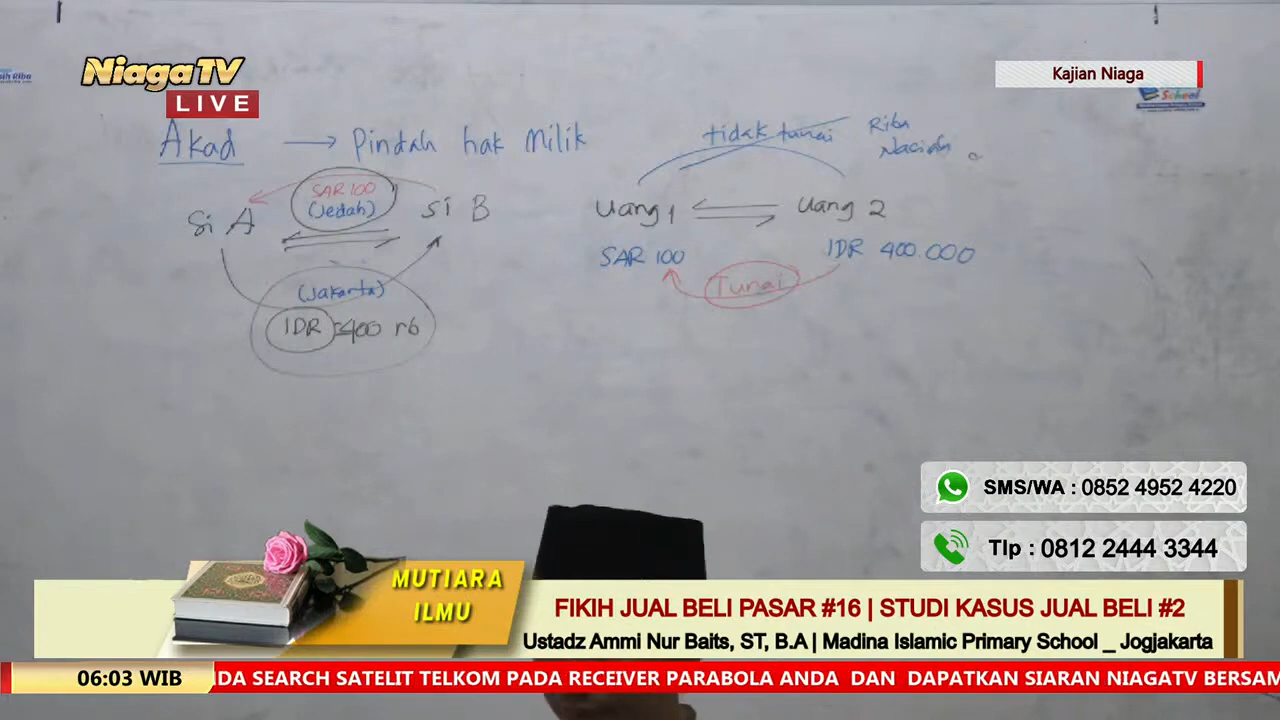 NiagaTV
LIVE
Kajian Niaga
School
Akad → Pindah hak Milik
tidak tunai
Riba
Nasiah
SAR 100
(Jedah)
Si A
Si B
Uang 1
Uang 2
SAR 100
IDR 400.000
Tunai
(Jakarta)
IDR 400 rb
SMS/WA : 0852 4952 4220
Tlp : 0812 2444 3344
MUTIARA
ILMU
FIKIH JUAL BELI PASAR #16 | STUDI KASUS JUAL BELI #2
Ustadz Ammi Nur Baits, ST, B.A | Madina Islamic Primary School _ Jogjakarta
06:03 WIB
DA SEARCH SATELIT TELKOM PADA RECEIVER PARABOLA ANDA DAN DAPATKAN SIARAN NIAGATV BERSAM